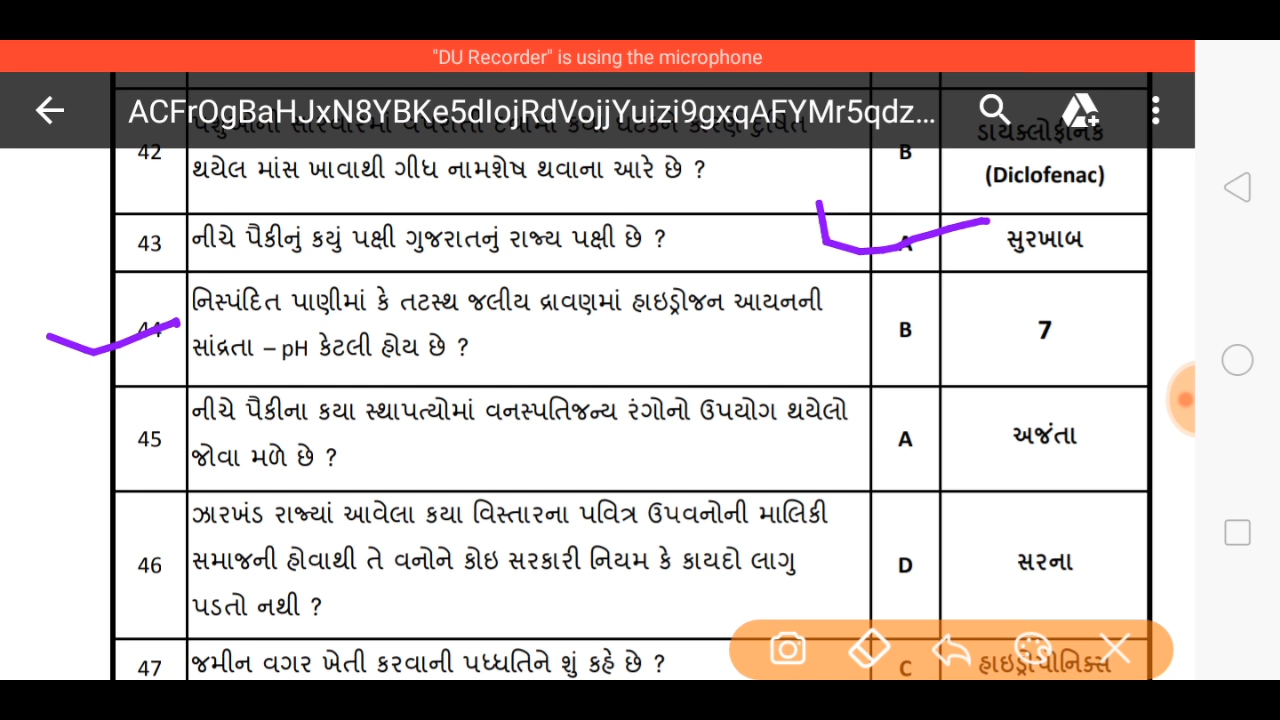 "DU Recorder" is using the microphone
ACFrOgBaHJxN8YBKe5dIojRdVojjYuizi9gxqAFYMr5qdz...
42
થયેલ માંસ ખાવાથી ગીધ નામશેષ થવાના આરે છે ?
B
ડાયક્લોફેનિક
(Diclofenac)
43
નીચે પૈકીનું કયું પક્ષી ગુજરાતનું રાજ્ય પક્ષી છે ?
A
સુરખાબ
44
નિસ્પંદિત પાણીમાં કે તટસ્થ જલીય દ્રાવણમાં હાઇડ્રોજન આયનની
સાંદ્રતા – pH કેટલી હોય છે ?
B
7
45
નીચે પૈકીના કયા સ્થાપત્યોમાં વનસ્પતિજન્ય રંગોનો ઉપયોગ થયેલો
જોવા મળે છે ?
A
અજંતા
46
ઝારખંડ રાજ્યાં આવેલા કયા વિસ્તારના પવિત્ર ઉપવનોની માલિકી
સમાજની હોવાથી તે વનોને કોઇ સરકારી નિયમ કે કાયદો લાગુ
પડતો નથી ?
D
સરના
47
જમીન વગર ખેતી કરવાની પધ્ધતિને શું કહે છે ?
C
હાઇડ્રોપોનિક્સ